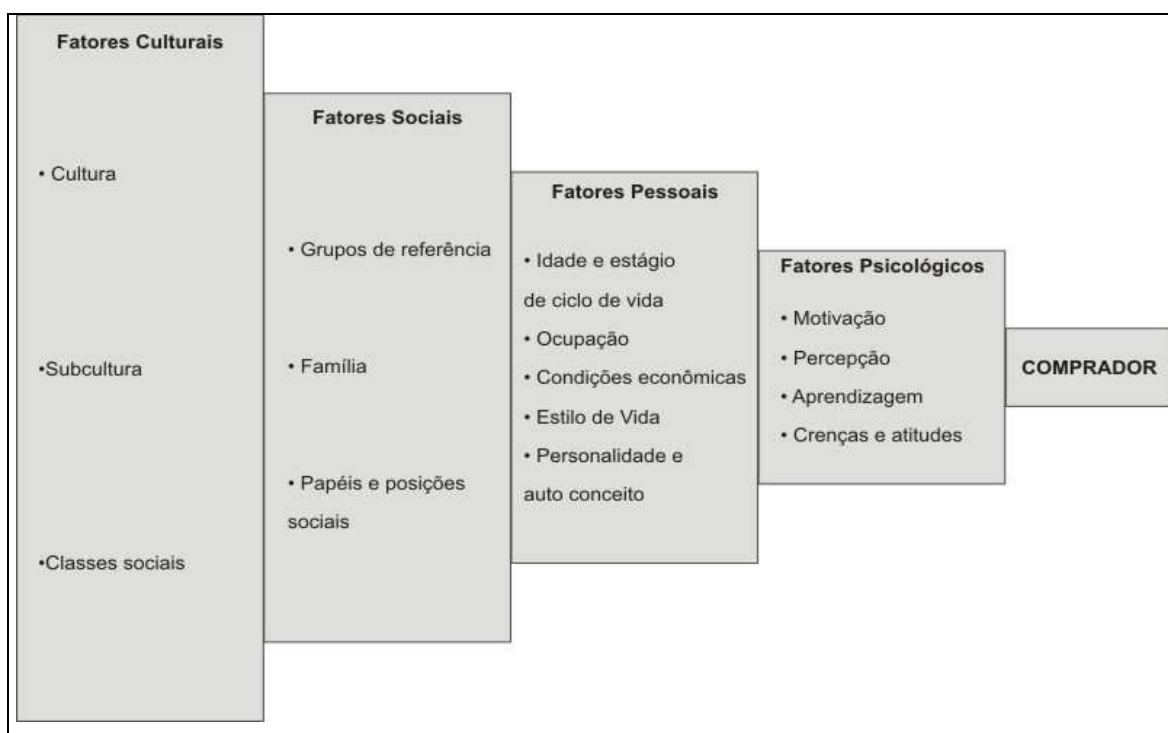 Fatores Culturais
• Cultura
•Subcultura
•Classes sociais
Fatores Sociais
• Grupos de referência
• Família
• Papéis e posições
sociais
Fatores Pessoais
• Idade e estágio
de ciclo de vida
• Ocupação
• Condições econômicas
• Estilo de Vida
• Personalidade e
auto conceito
Fatores Psicológicos
• Motivação
• Percepção
• Aprendizagem
• Crenças e atitudes
COMPRADOR